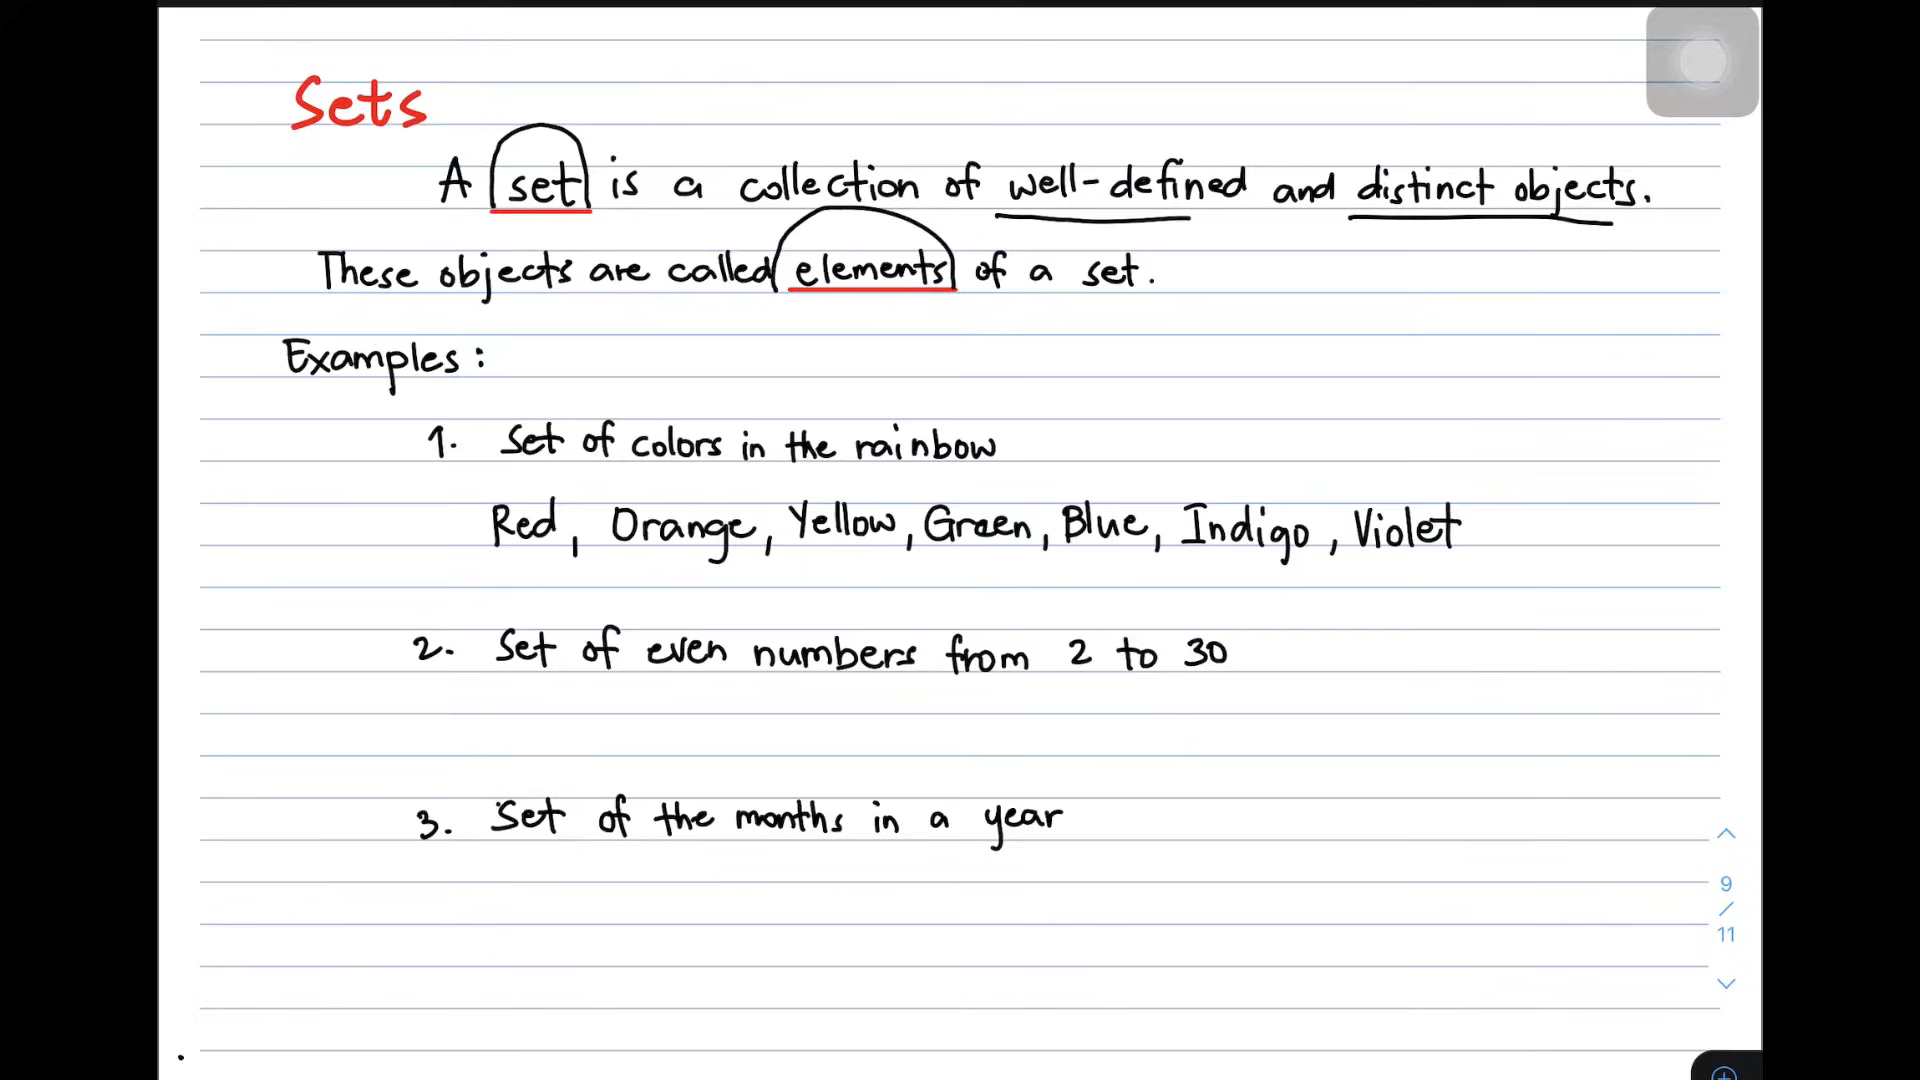 Sets
A set is a collection of well-defined and distinct objects.
These objects are called elements of a set.
Examples:
1. Set of colors in the rainbow
Red, Orange, Yellow, Green, Blue, Indigo, Violet
2. Set of even numbers from 2 to 30
3. Set of the months in a year
9
/
11